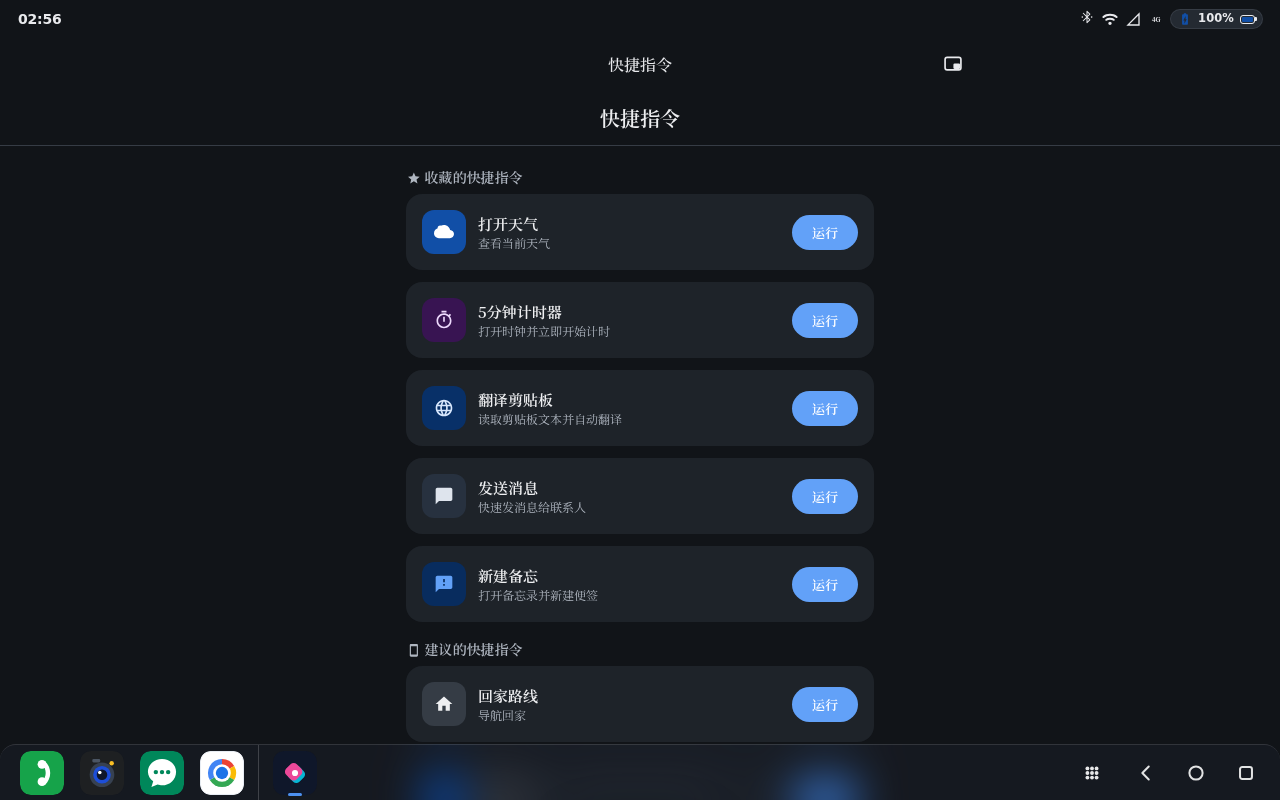 02:56
4G
100%
快捷指令
快捷指令
收藏的快捷指令
打开天气
查看当前天气
运行
5分钟计时器
打开时钟并立即开始计时
运行
翻译剪贴板
读取剪贴板文本并自动翻译
运行
发送消息
快速发消息给联系人
运行
新建备忘
打开备忘录并新建便签
运行
建议的快捷指令
回家路线
导航回家
运行